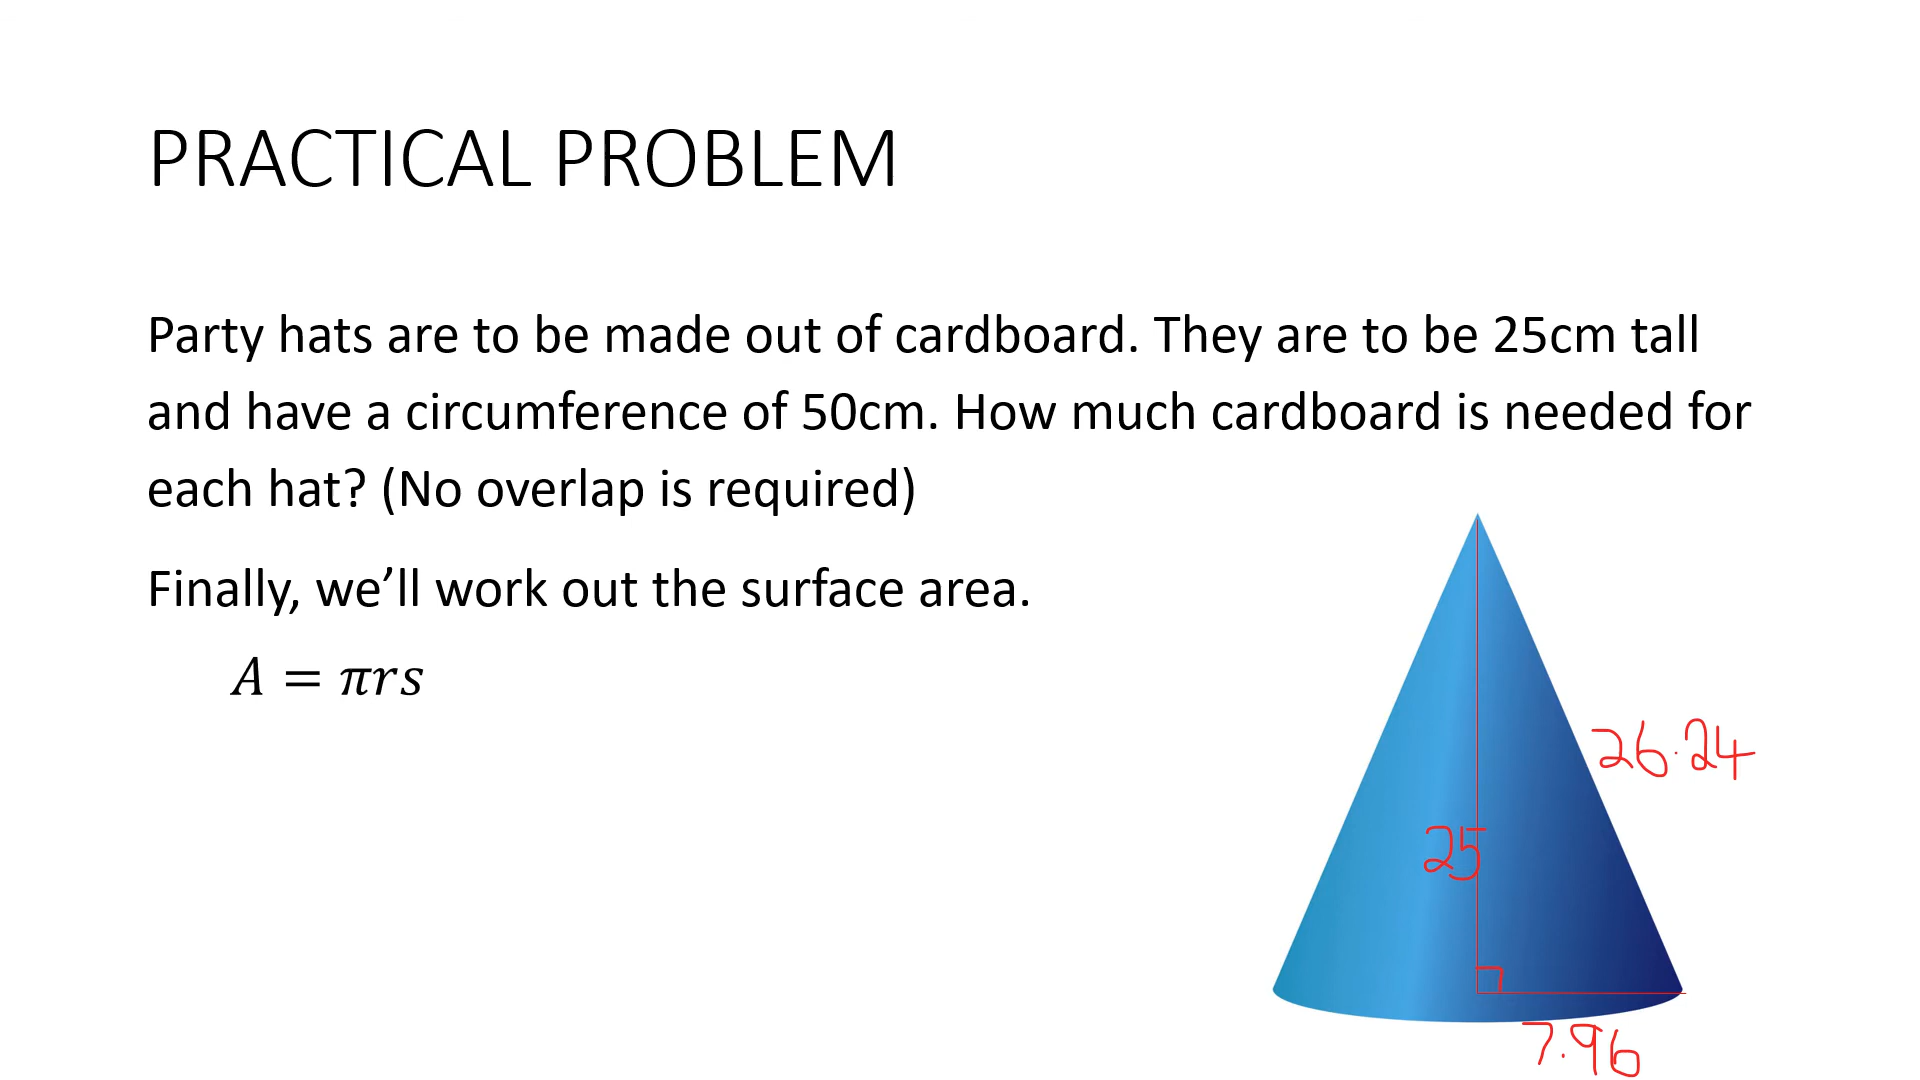 PRACTICAL PROBLEM
Party hats are to be made out of cardboard. They are to be 25cm tall
and have a circumference of 50cm. How much cardboard is needed for
each hat? (No overlap is required)
Finally, we’ll work out the surface area.
𝐴 = 𝜋𝑟𝑠
26.24
25
7.96